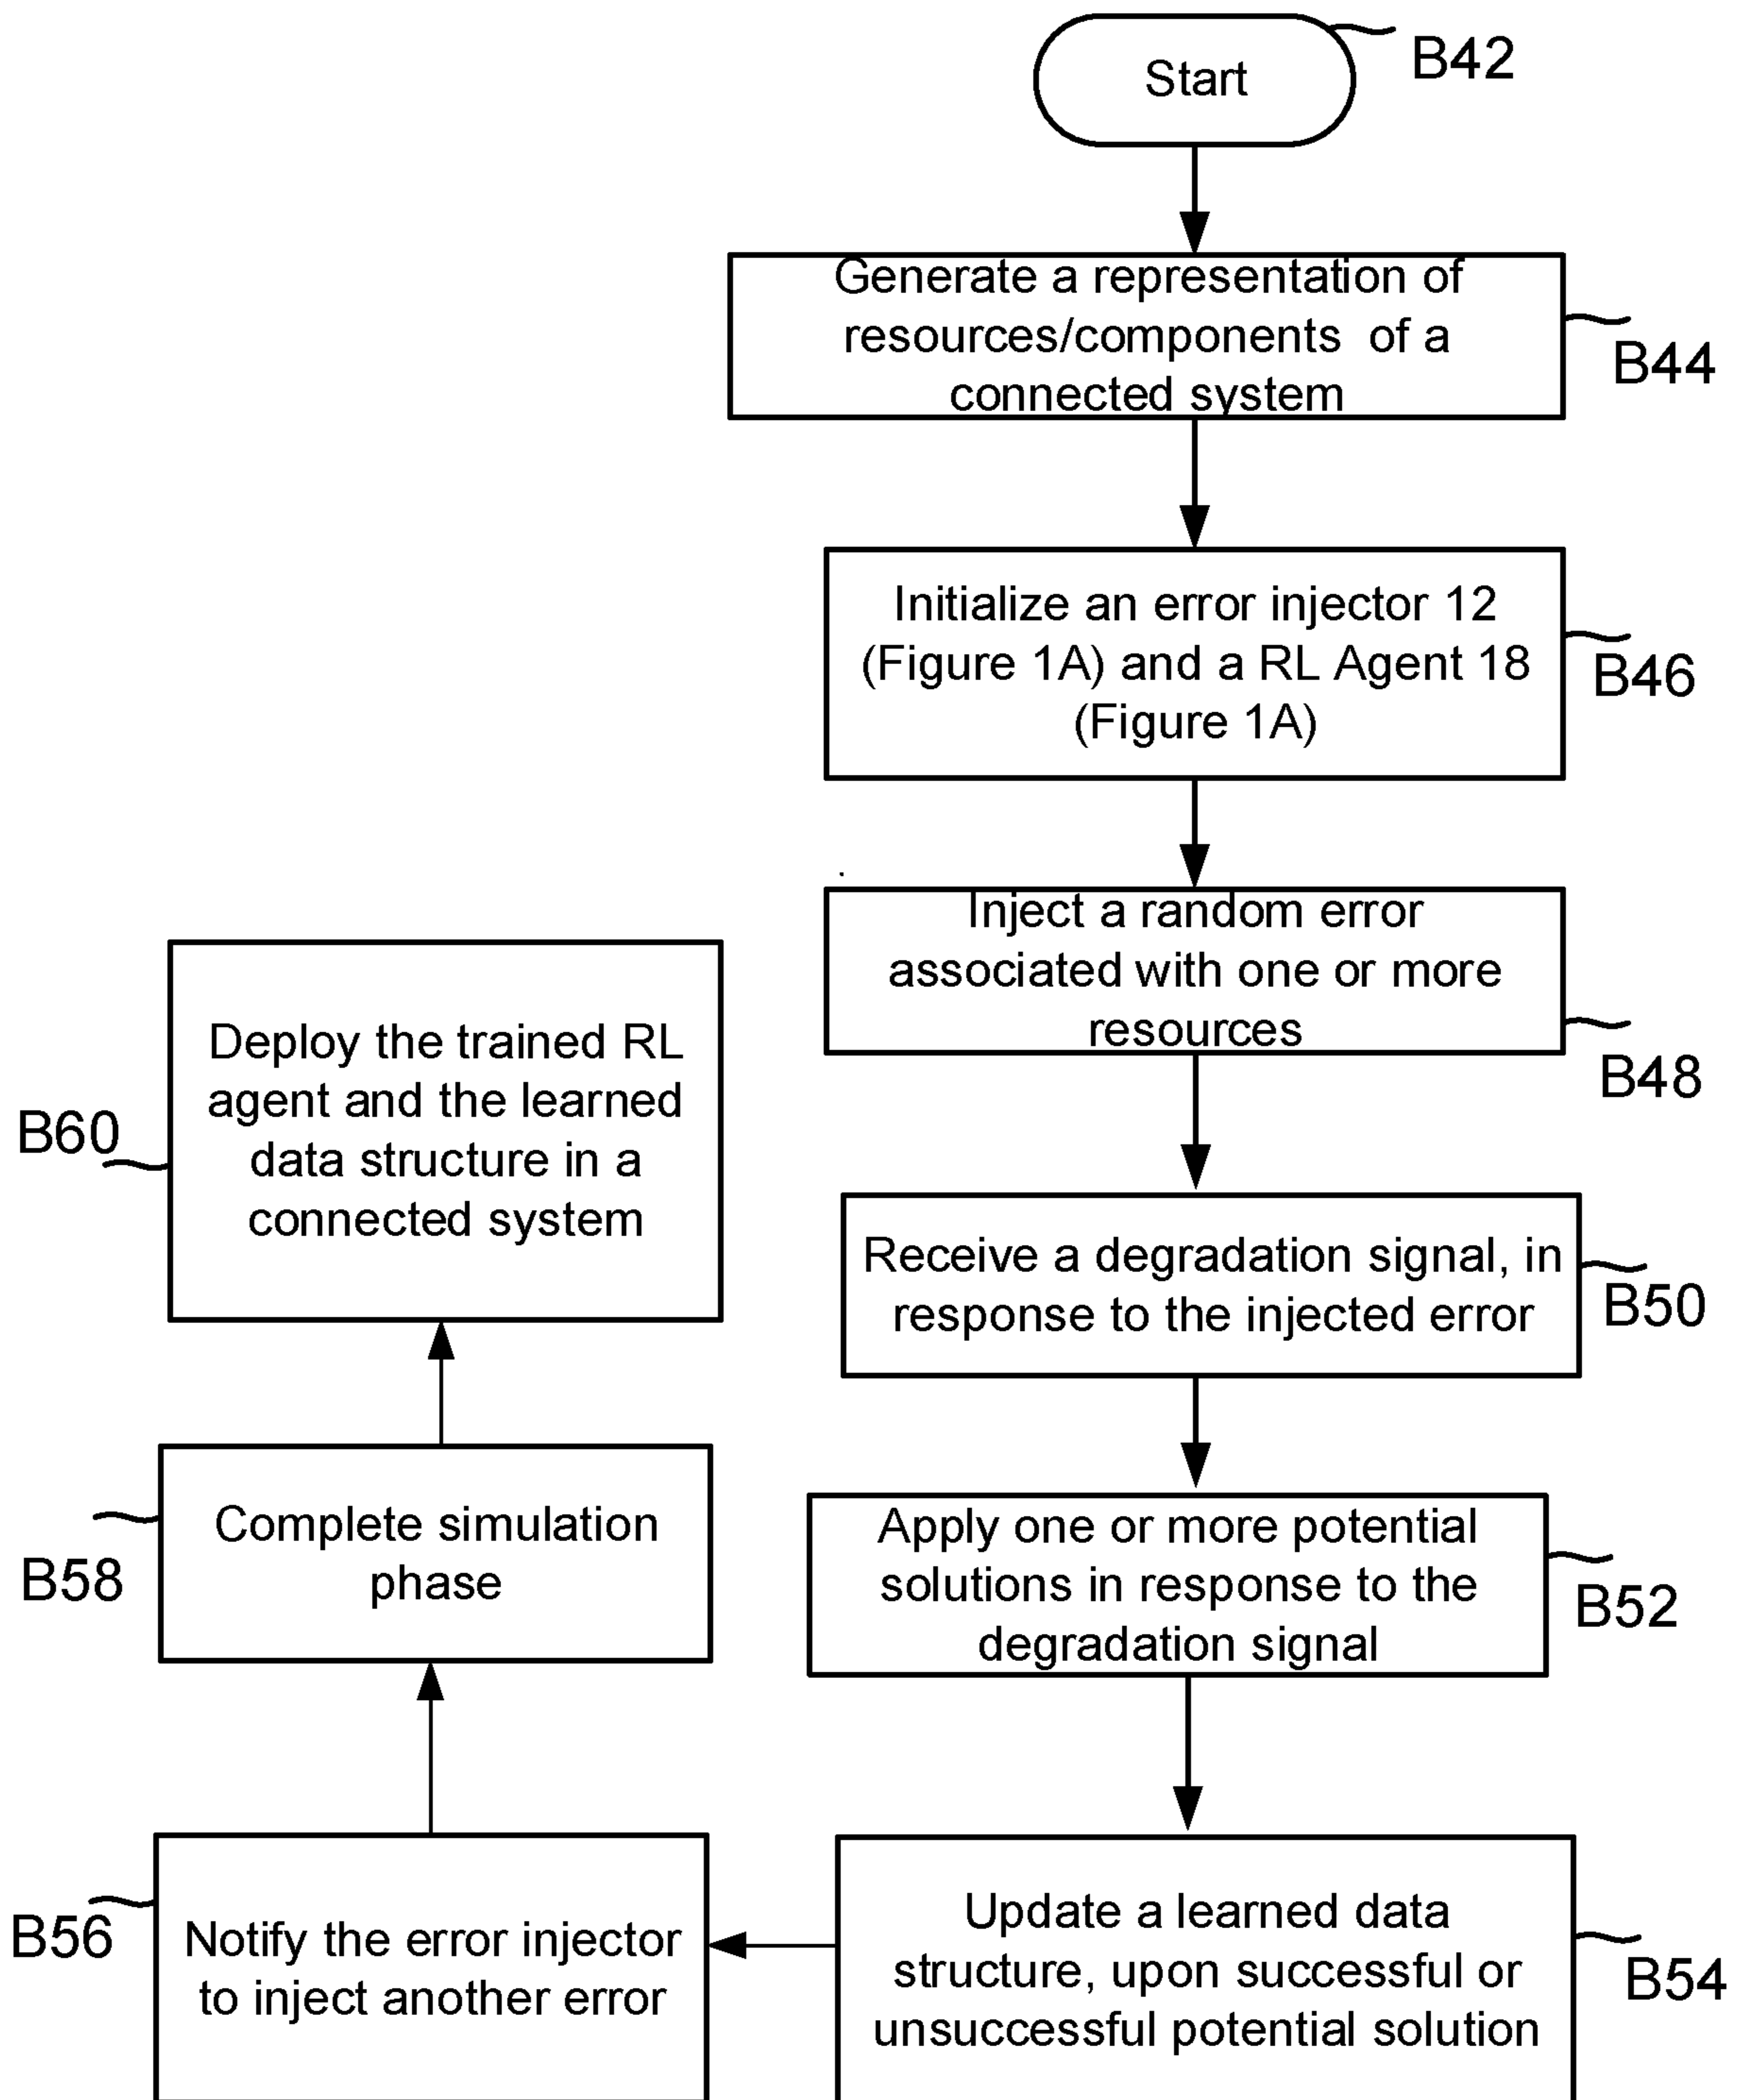 Start
B42
Generate a representation of
resources/components of a
connected system
B44
Initialize an error injector 12
(Figure 1A) and a RL Agent 18
(Figure 1A)
B46
Inject a random error
associated with one or more
resources
B48
Receive a degradation signal, in
response to the injected error
B50
Apply one or more potential
solutions in response to the
degradation signal
B52
Update a learned data
structure, upon successful or
unsuccessful potential solution
B54
Notify the error injector
to inject another error
B56
Complete simulation
phase
B58
Deploy the trained RL
agent and the learned
data structure in a
connected system
B60